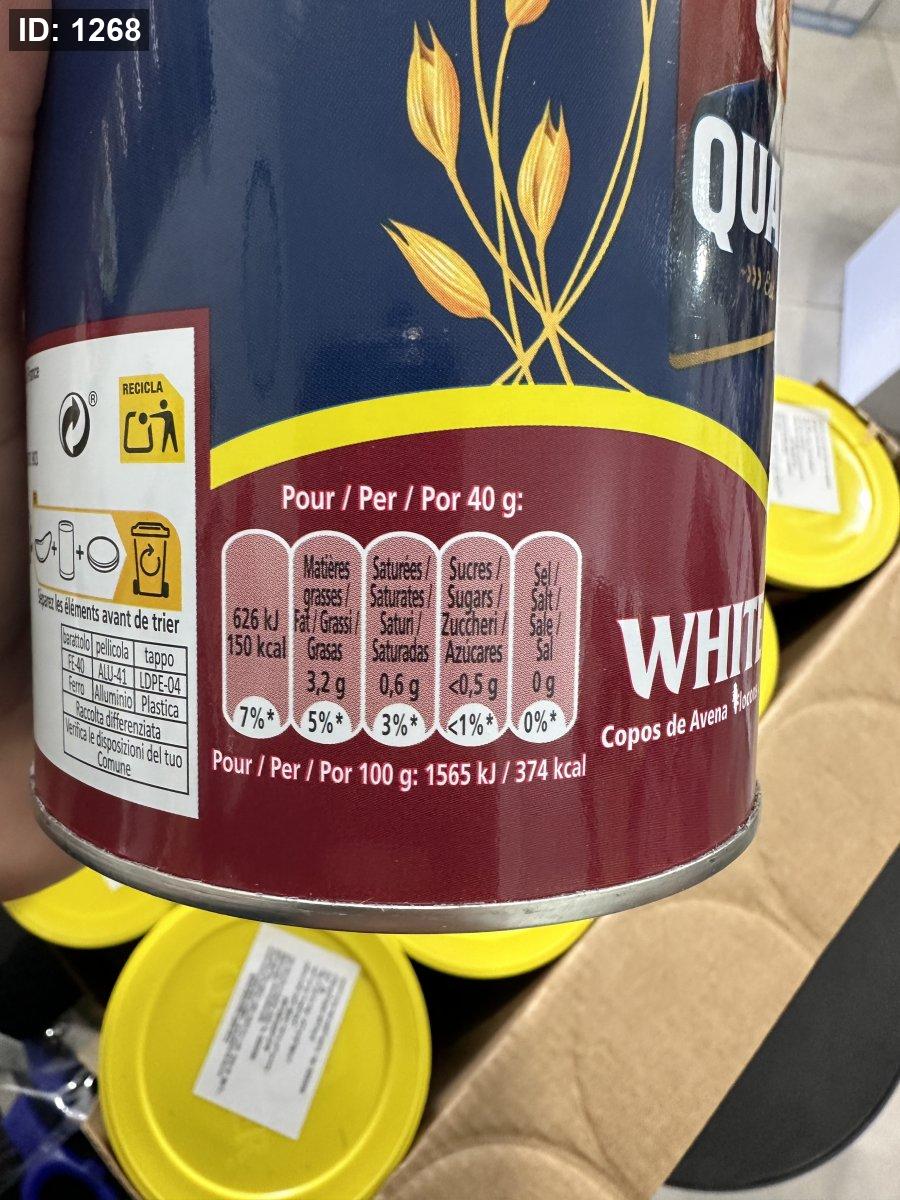 ID: 1268
QUA
RECICLA
®
Séparez les éléments avant de trier
barattolo pellicola tappo
FE-40 ALU-41 LDPE-04
Ferro Alluminio Plastica
Raccolta differenziata
Verifica le disposizioni del tuo
Comune
Pour / Per / Por 40 g:
626 kJ
150 kcal
7%*
Matières
grasses/
Fat/Grassi/
Grasas
3,2 g
5%*
Saturées/
Saturates/
Saturi/
Saturadas
0,6 g
3%*
Sucres/
Sugars/
Zuccheri/
Azúcares
<0,5 g
<1%*
Sel/
Salt/
Sale/
Sal
0 g
0%*
Pour / Per / Por 100 g: 1565 kJ / 374 kcal
WHITE
Copos de Avena